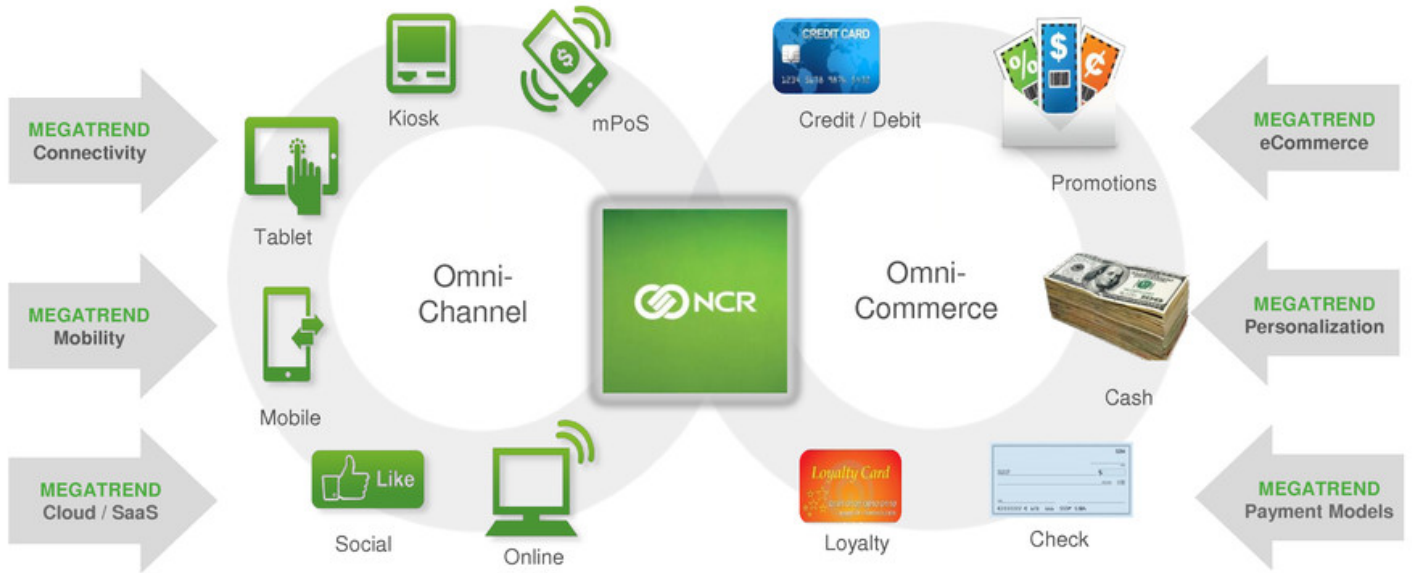 MEGATREND
Connectivity
MEGATREND
Mobility
MEGATREND
Cloud / SaaS
Kiosk
mPoS
Tablet
Mobile
Like
Social
Online
Omni-
Channel
NCR
Omni-
Commerce
CREDIT CARD
Credit / Debit
%
$
¢
Promotions
Cash
Loyalty Card
Loyalty
Check
MEGATREND
eCommerce
MEGATREND
Personalization
MEGATREND
Payment Models